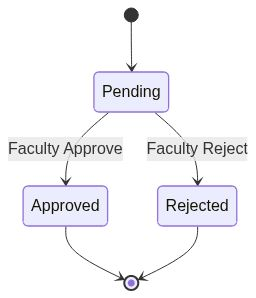 Pending
Faculty Approve
Faculty Reject
Approved
Rejected